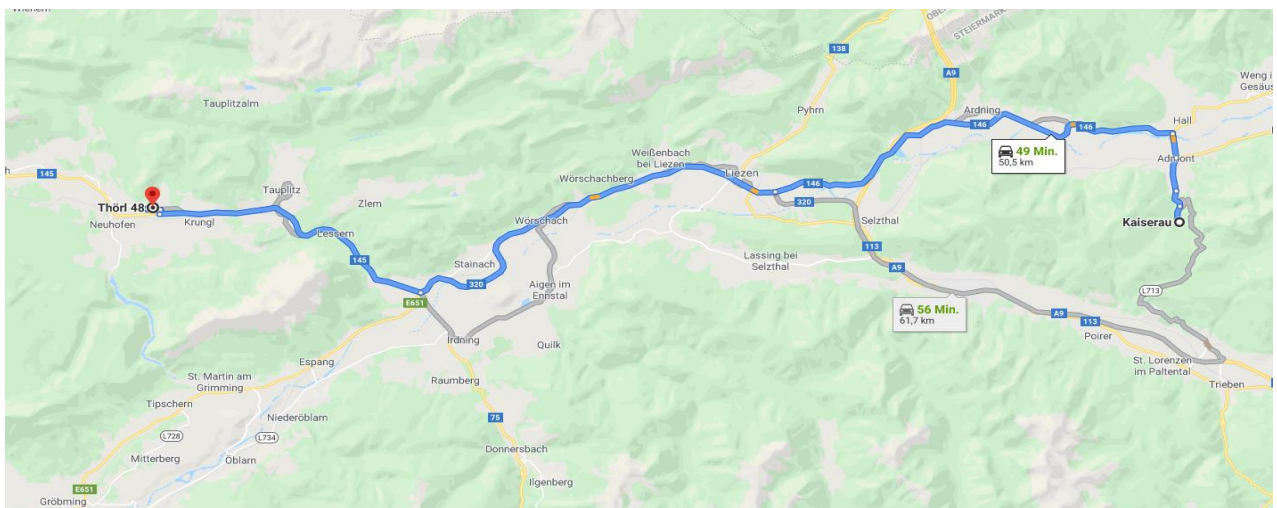 OBE
STEIERMARK
138
A9
Weng i
Gesäus
Tauplitzalm
Pyhrn
Ardning
Hall
146
146
49 Min.
50,5 km
Admont
Weißenbach
bei Liezen
145
Wörschachberg
Liezen
Tauplitz
Zlem
146
320
Thörl 48
Krungl
Neuhofen
Wörschach
Selzthal
Kaiserau
Lessern
113
145
Stainach
Lassing bei
Selzthal
A9
320
Aigen im
Ennstal
L713
E651
56 Min.
61,7 km
A9
113
Irdning
Quilk
Poirer
Espang
St. Lorenzen
im Paltental
St. Martin am
Grimming
Raumberg
Trieben
Tipschern
Niederöblarn
75
L728
L734
Donnersbach
Mitterberg
Öblarn
Ilgenberg
E651
Gröbming